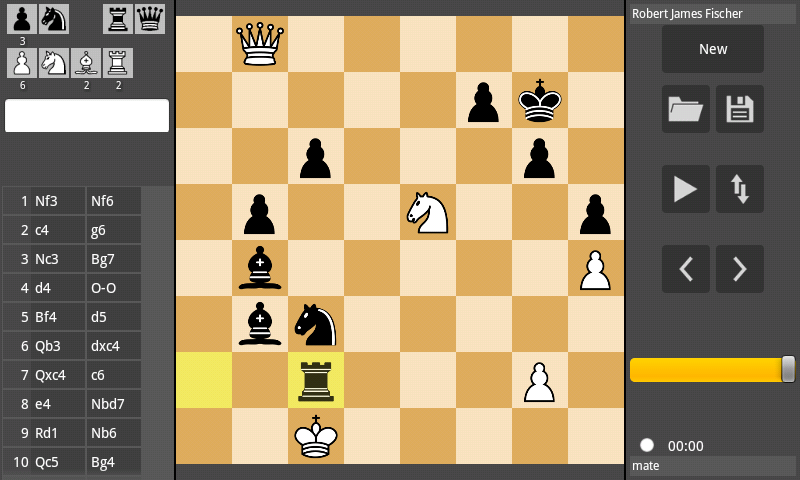 3
6 2 2
1 Nf3 Nf6
2 c4 g6
3 Nc3 Bg7
4 d4 O-O
5 Bf4 d5
6 Qb3 dxc4
7 Qxc4 c6
8 e4 Nbd7
9 Rd1 Nb6
10 Qc5 Bg4
Robert James Fischer
New
00:00
mate